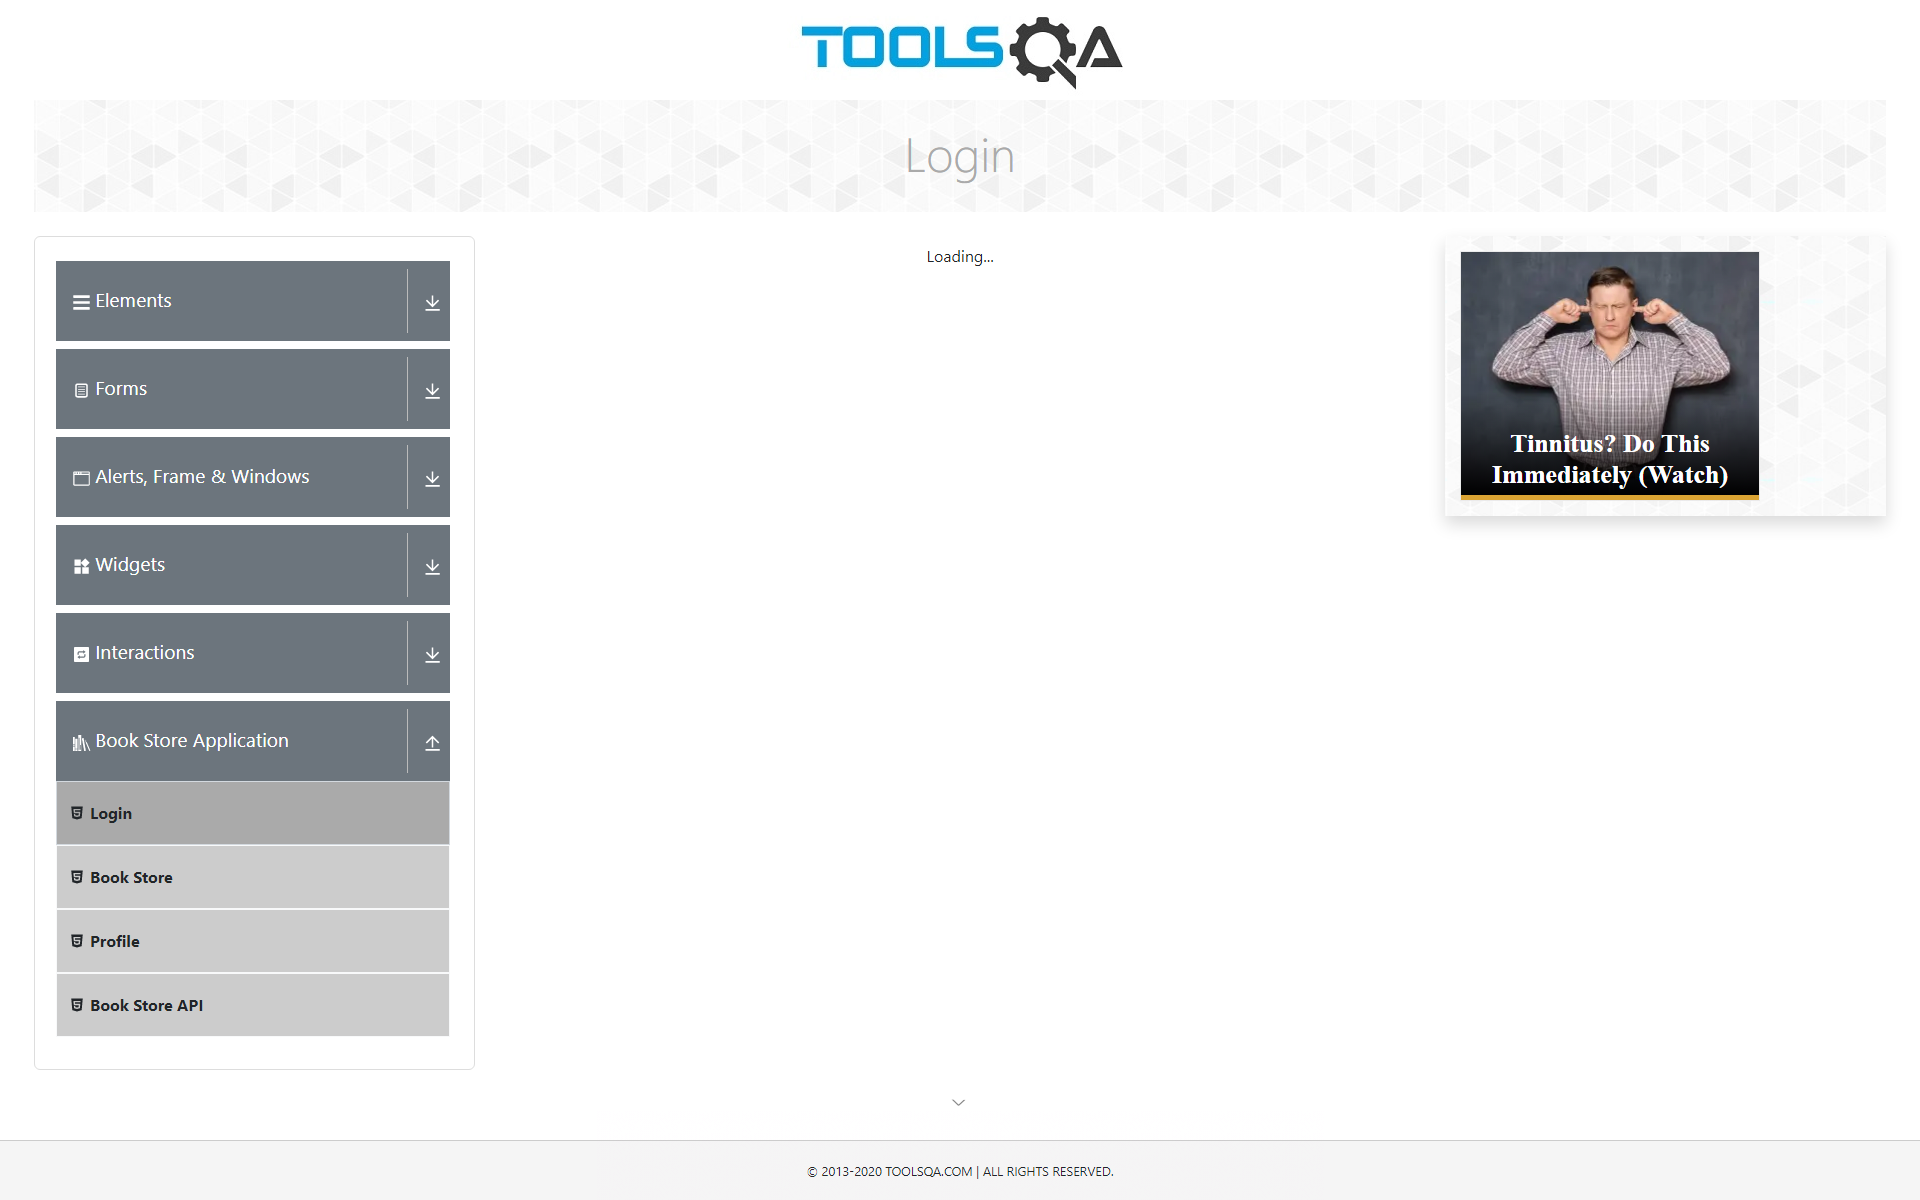 TOOLSQA
Login
Elements
Forms
Alerts, Frame & Windows
Widgets
Interactions
Book Store Application
Login
Book Store
Profile
Book Store API
Loading...
Tinnitus? Do This
Immediately (Watch)
© 2013-2020 TOOLSQA.COM | ALL RIGHTS RESERVED.